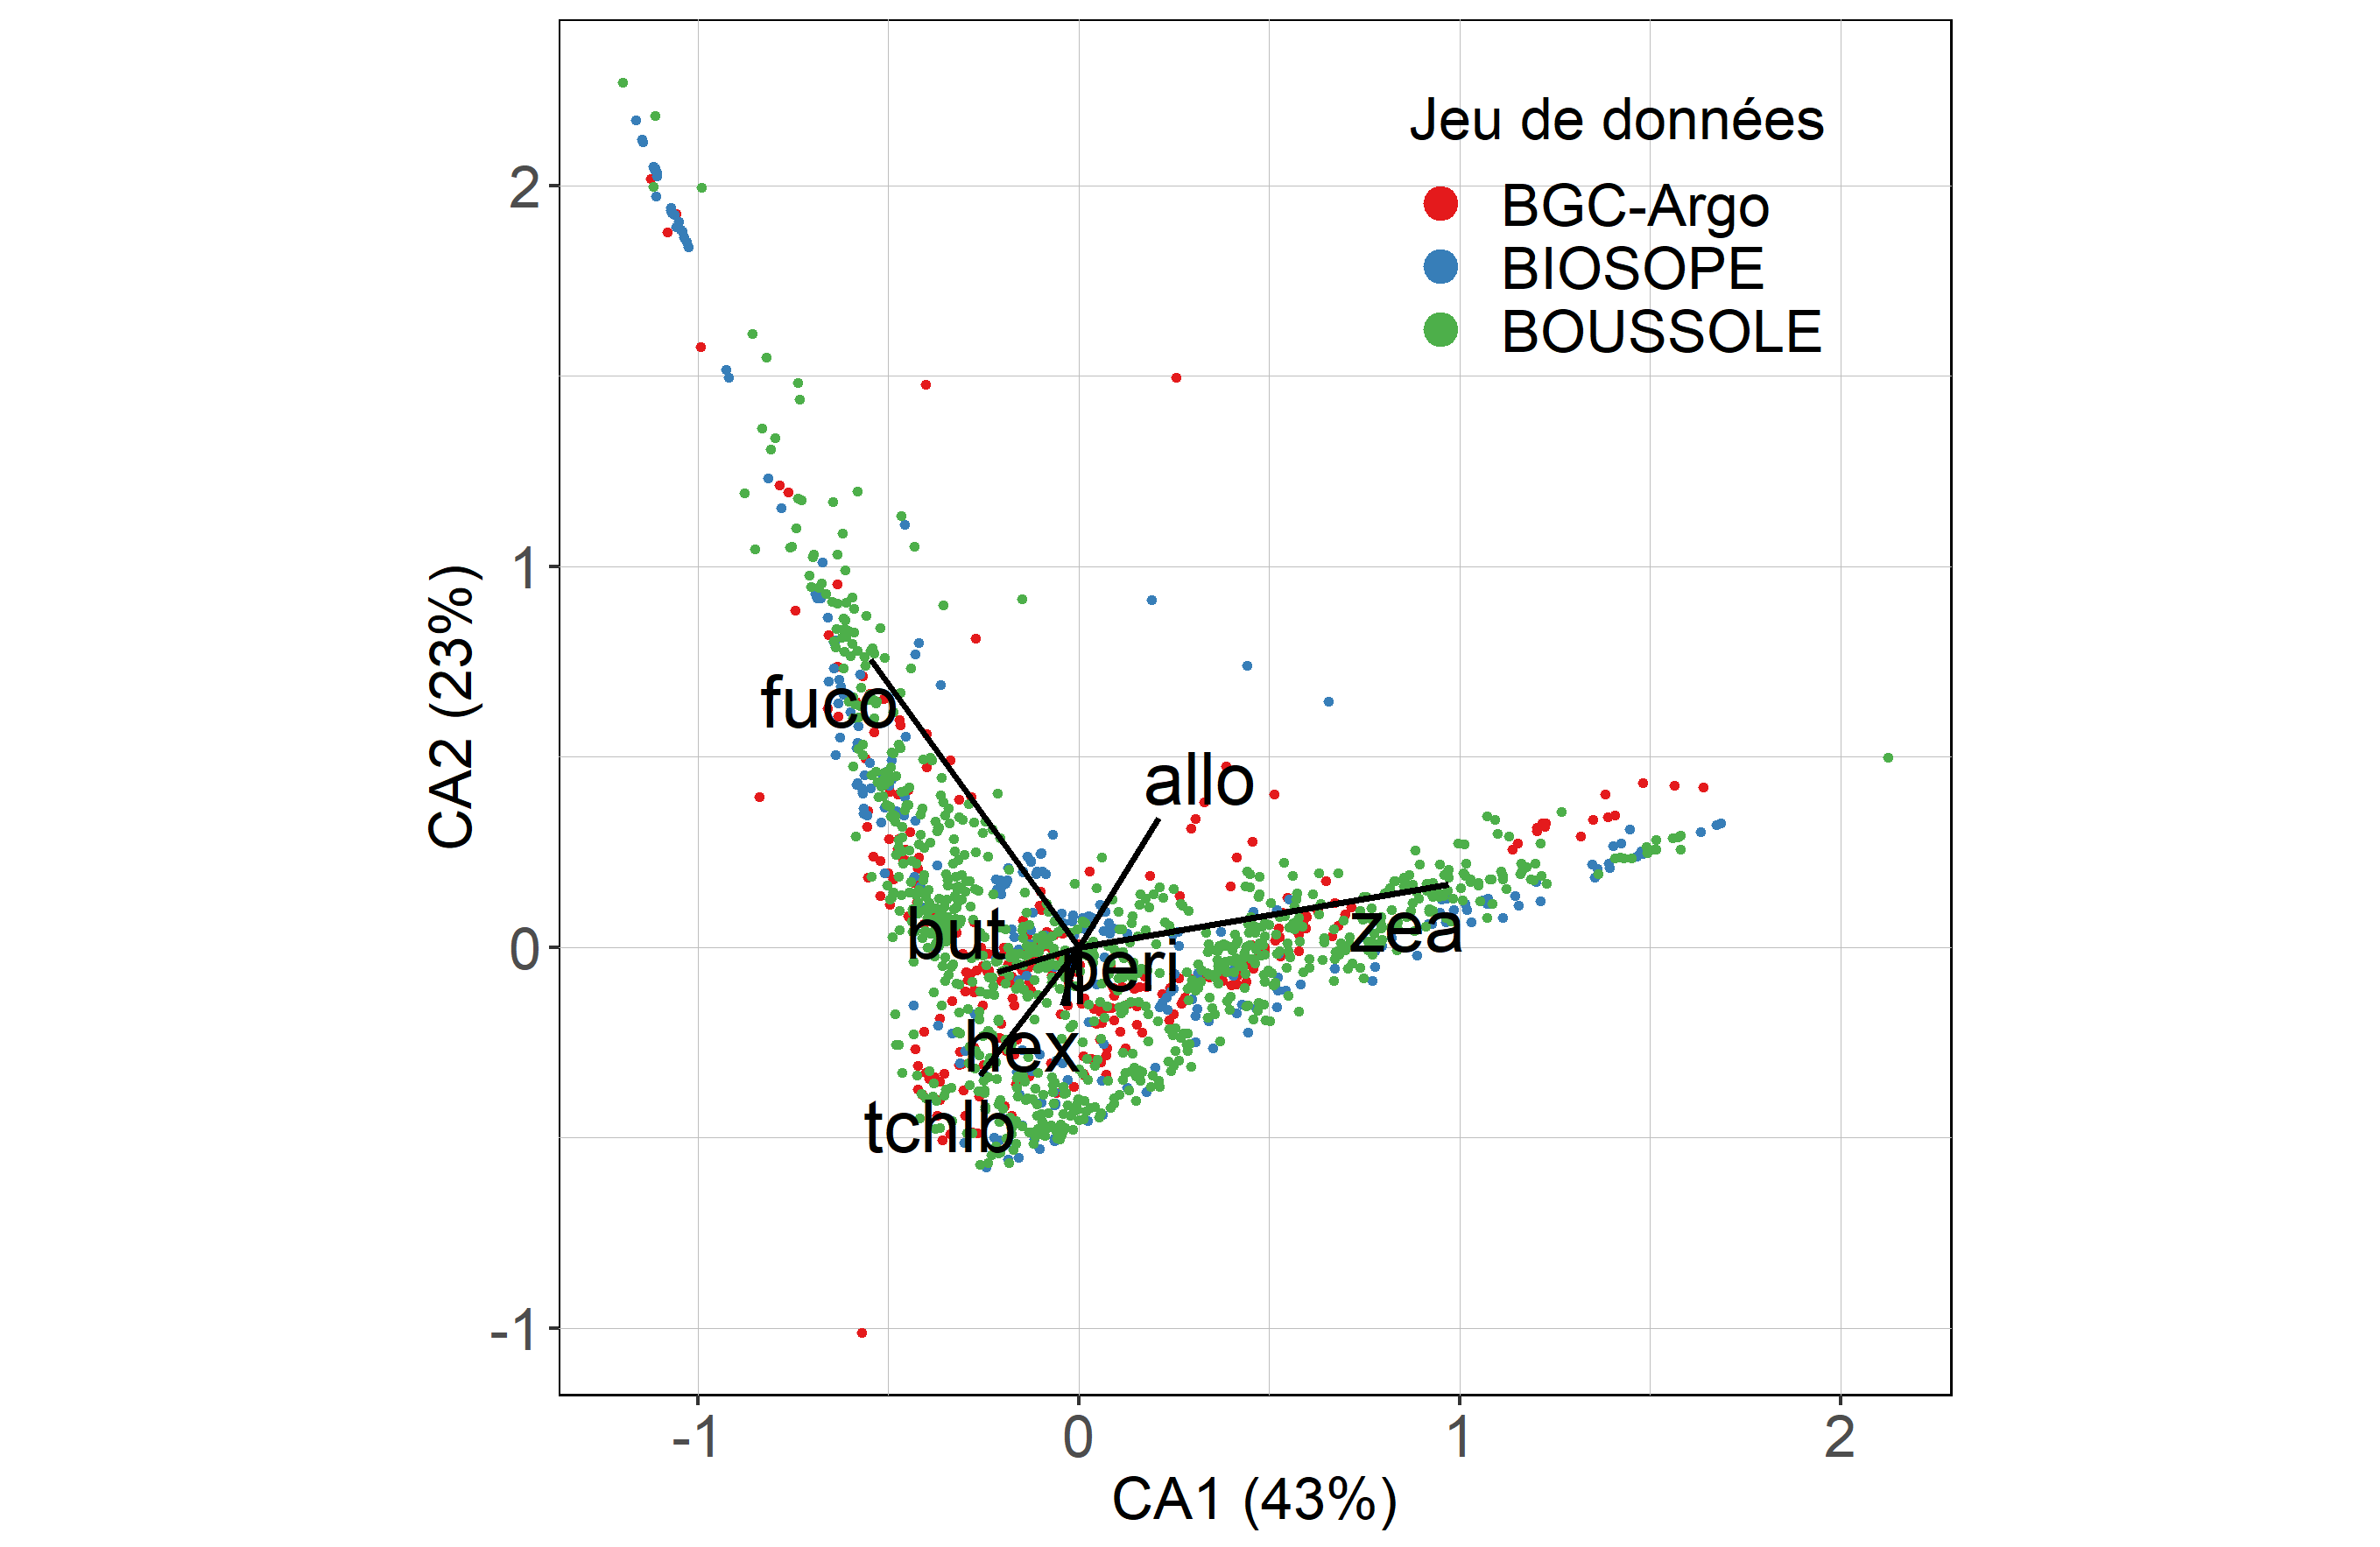 Jeu de données
BGC-Argo
BIOSOPE
BOUSSOLE
2
1
0
-1
CA2 (23%)
fuco
allo
but
peri
zea
hex
tchlb
-1
0
1
2
CA1 (43%)